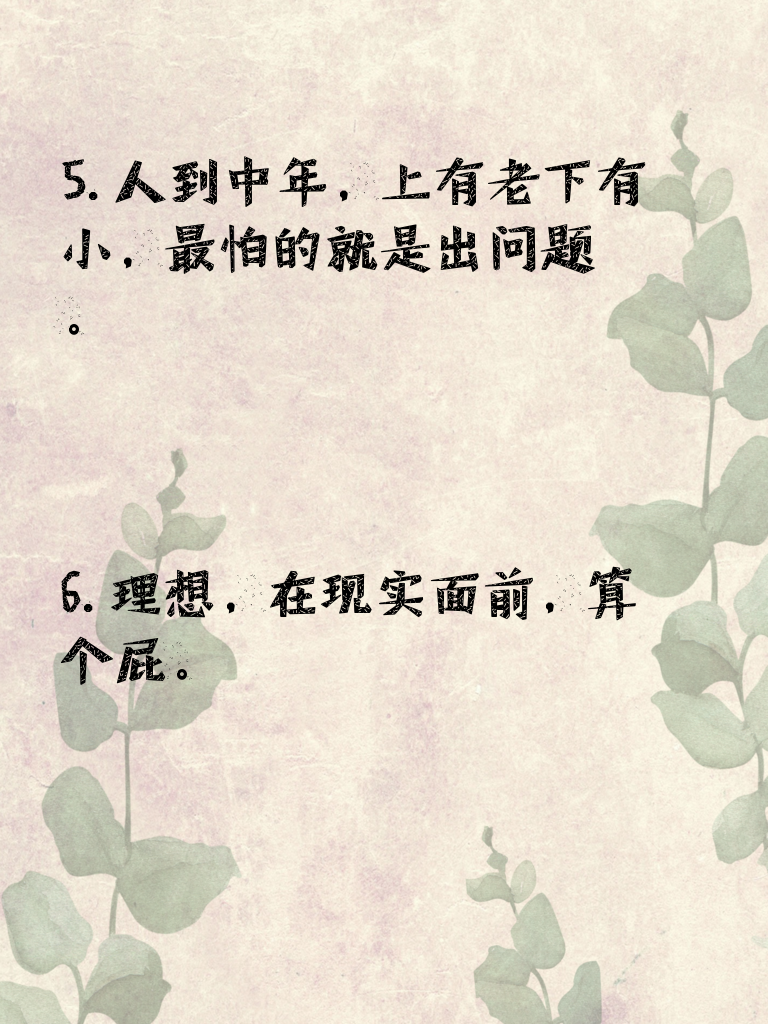 5.人到中年，上有老下有
小，最怕的就是出问题
。
6.理想，在现实面前，算
个屁。